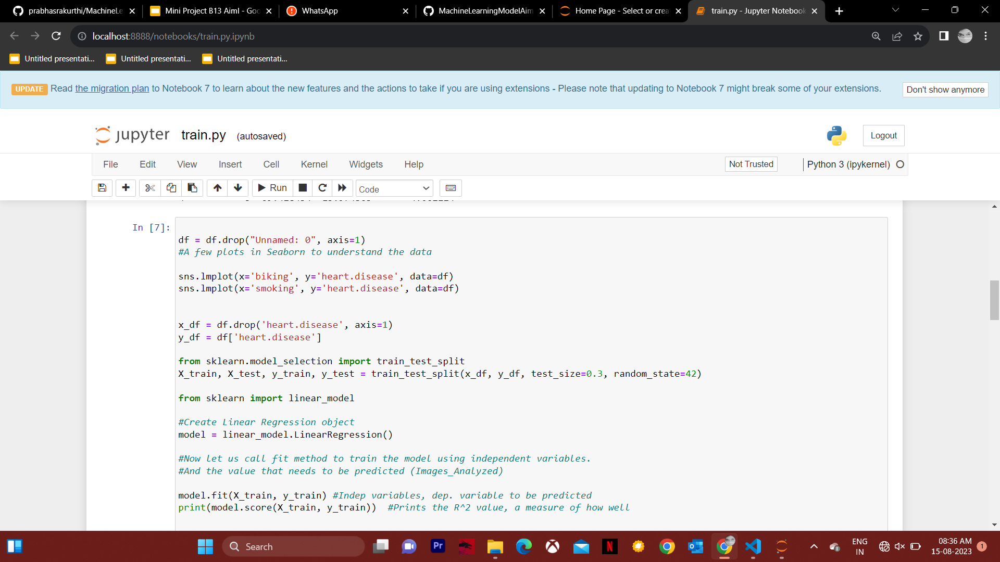 prabhasrakurthi/MachineLe
Mini Project B13 Aiml - Goo
WhatsApp
MachineLearningModelAim
Home Page - Select or crea
train.py - Jupyter Notebook
localhost:8888/notebooks/train.py.ipynb
Untitled presentati...
Untitled presentati...
Untitled presentati...
UPDATE Read the migration plan to Notebook 7 to learn about the new features and the actions to take if you are using extensions - Please note that updating to Notebook 7 might break some of your extensions.
Don't show anymore
jupyter train.py (autosaved)
Logout
File Edit View Insert Cell Kernel Widgets Help
Not Trusted
Python 3 (ipykernel)
Run
Code
In [7]:
df = df.drop("Unnamed: 0", axis=1)
#A few plots in Seaborn to understand the data
sns.lmplot(x='biking', y='heart.disease', data=df)
sns.lmplot(x='smoking', y='heart.disease', data=df)
x_df = df.drop('heart.disease', axis=1)
y_df = df['heart.disease']
from sklearn.model_selection import train_test_split
X_train, X_test, y_train, y_test = train_test_split(x_df, y_df, test_size=0.3, random_state=42)
from sklearn import linear_model
#Create Linear Regression object
model = linear_model.LinearRegression()
#Now let us call fit method to train the model using independent variables.
#And the value that needs to be predicted (Images_Analyzed)
model.fit(X_train, y_train) #Indep variables, dep. variable to be predicted
print(model.score(X_train, y_train))  #Prints the R^2 value, a measure of how well
Search
Pr
N
ENG
IN
08:36 AM
15-08-2023
1